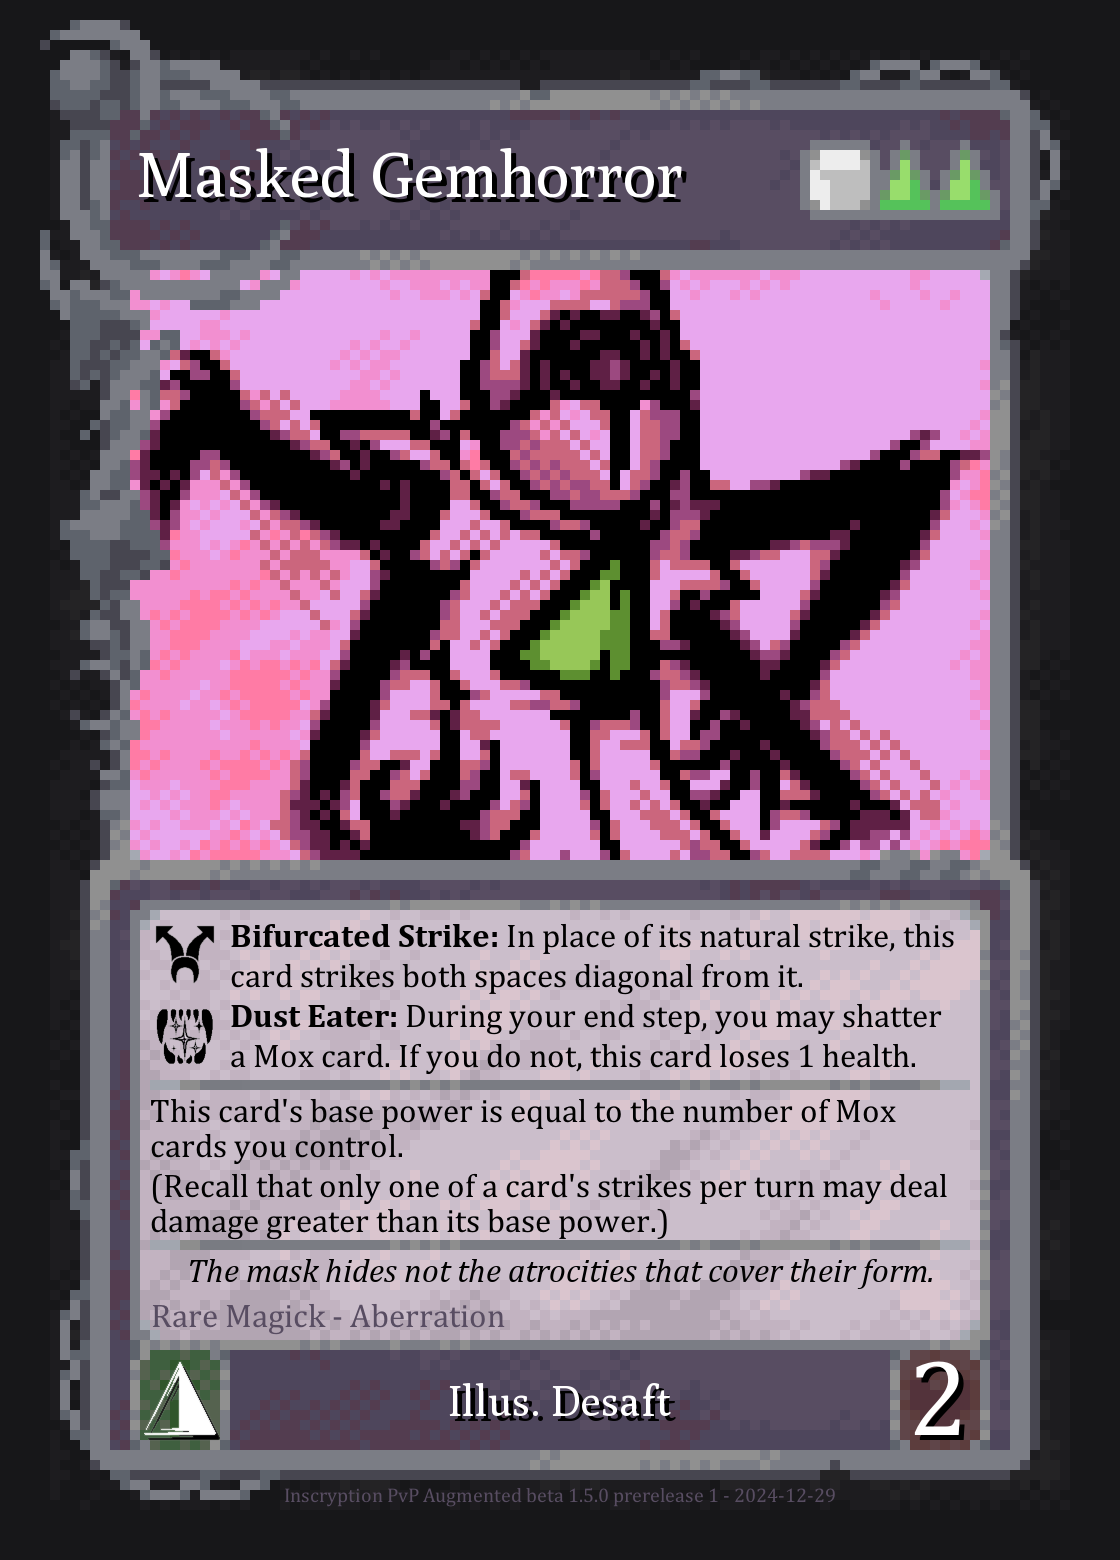 Masked Gemhorror
Bifurcated Strike: In place of its natural strike, this
card strikes both spaces diagonal from it.
Dust Eater: During your end step, you may shatter
a Mox card. If you do not, this card loses 1 health.
This card's base power is equal to the number of Mox
cards you control.
(Recall that only one of a card's strikes per turn may deal
damage greater than its base power.)
The mask hides not the atrocities that cover their form.
Rare Magick - Aberration
Illus. Desaft
2
Inscryption PvP Augmented beta 1.5.0 prerelease 1 - 2024-12-29